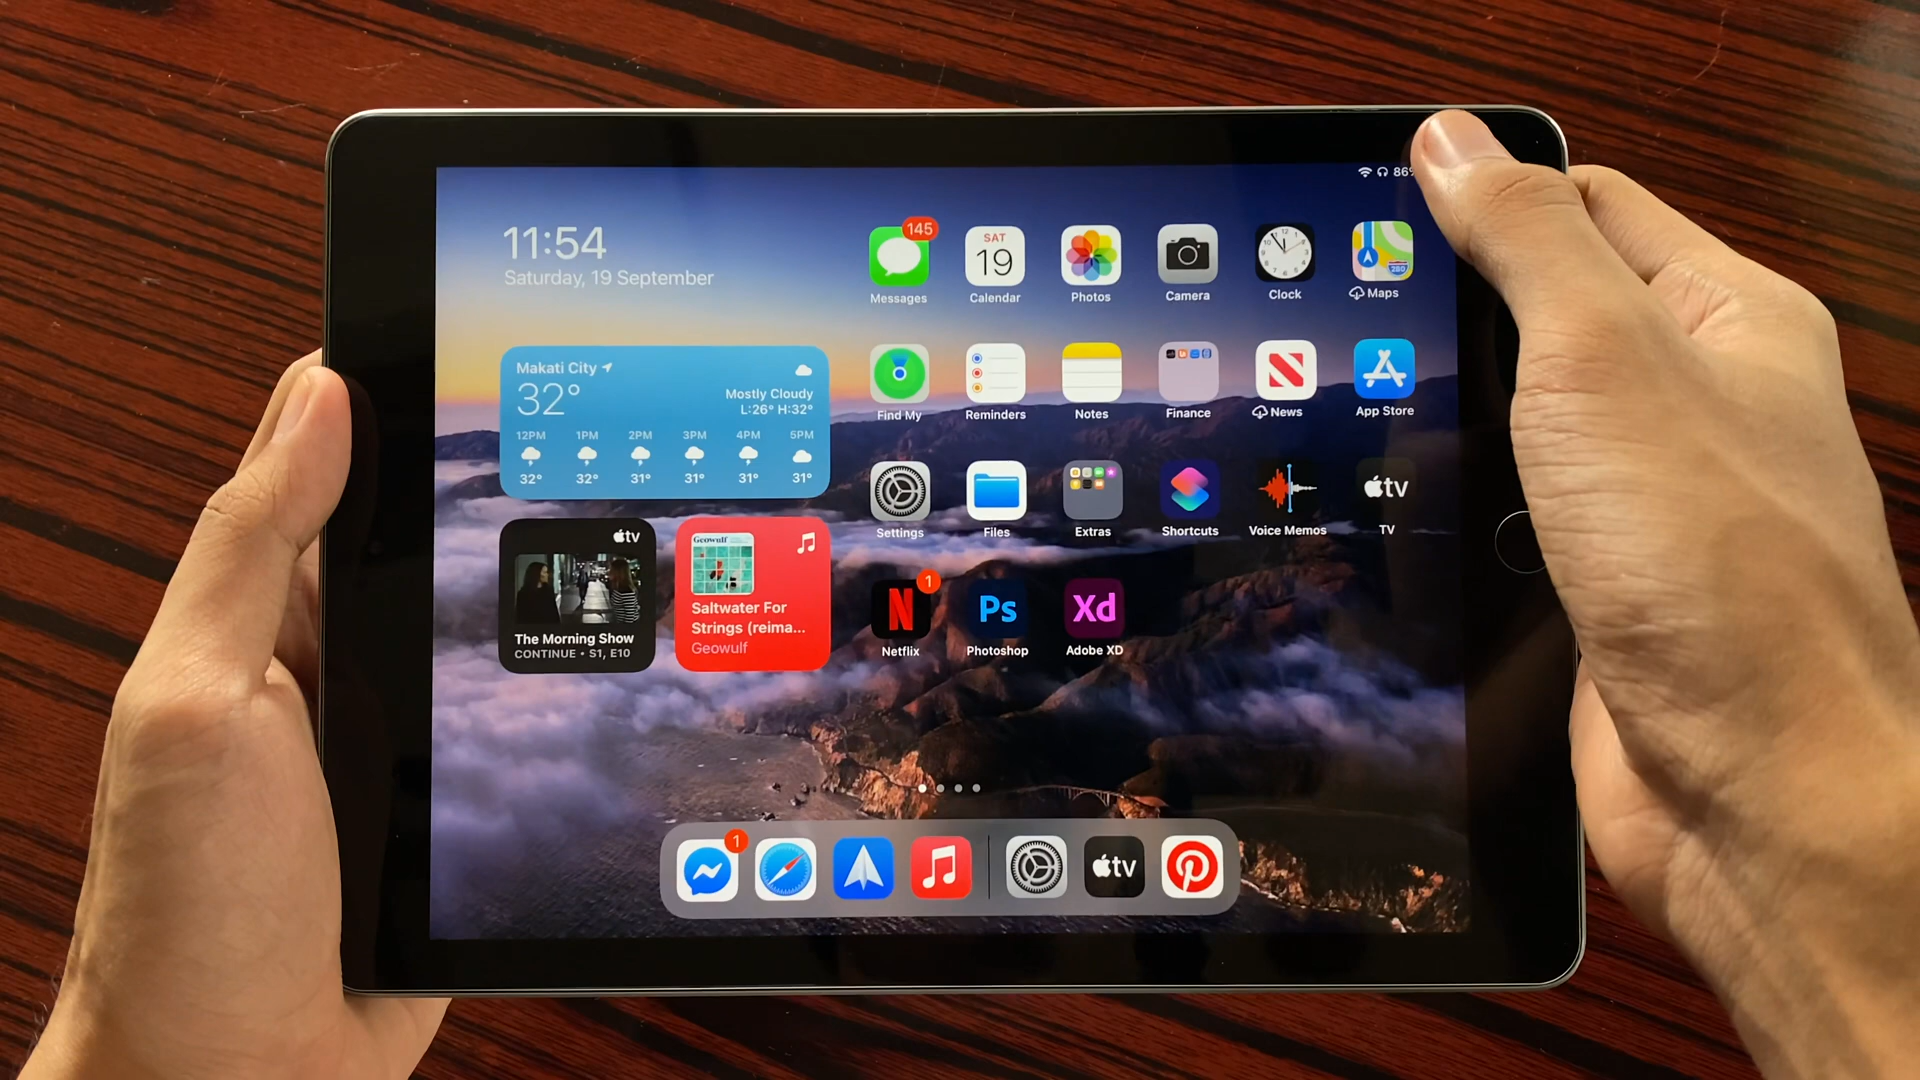 86%
11:54
Saturday, 19 September
Makati City
32°
Mostly Cloudy
L:26° H:32°
12PM 1PM 2PM 3PM 4PM 5PM
32° 32° 31° 31° 31° 31°
tv
The Morning Show
CONTINUE • S1, E10
Geowulf
Saltwater For
Strings (reima...
Geowulf
145
SAT
19
280
Messages Calendar Photos Camera Clock Maps
Find My Reminders Notes Finance News App Store
tv
Settings Files Extras Shortcuts Voice Memos TV
1
N Ps Xd
Netflix Photoshop Adobe XD
1
tv